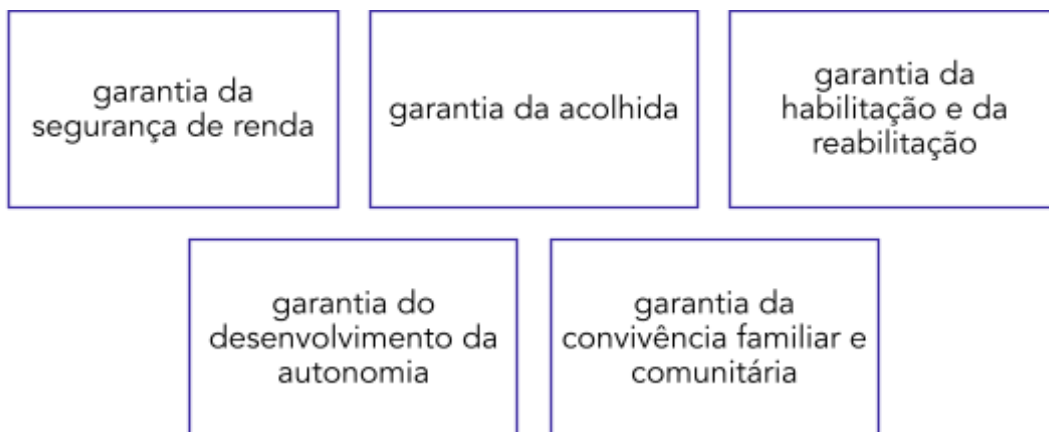 garantia da
segurança de renda
garantia da acolhida
garantia da
habilitação e da
reabilitação
garantia do
desenvolvimento da
autonomia
garantia da
convivência familiar e
comunitária